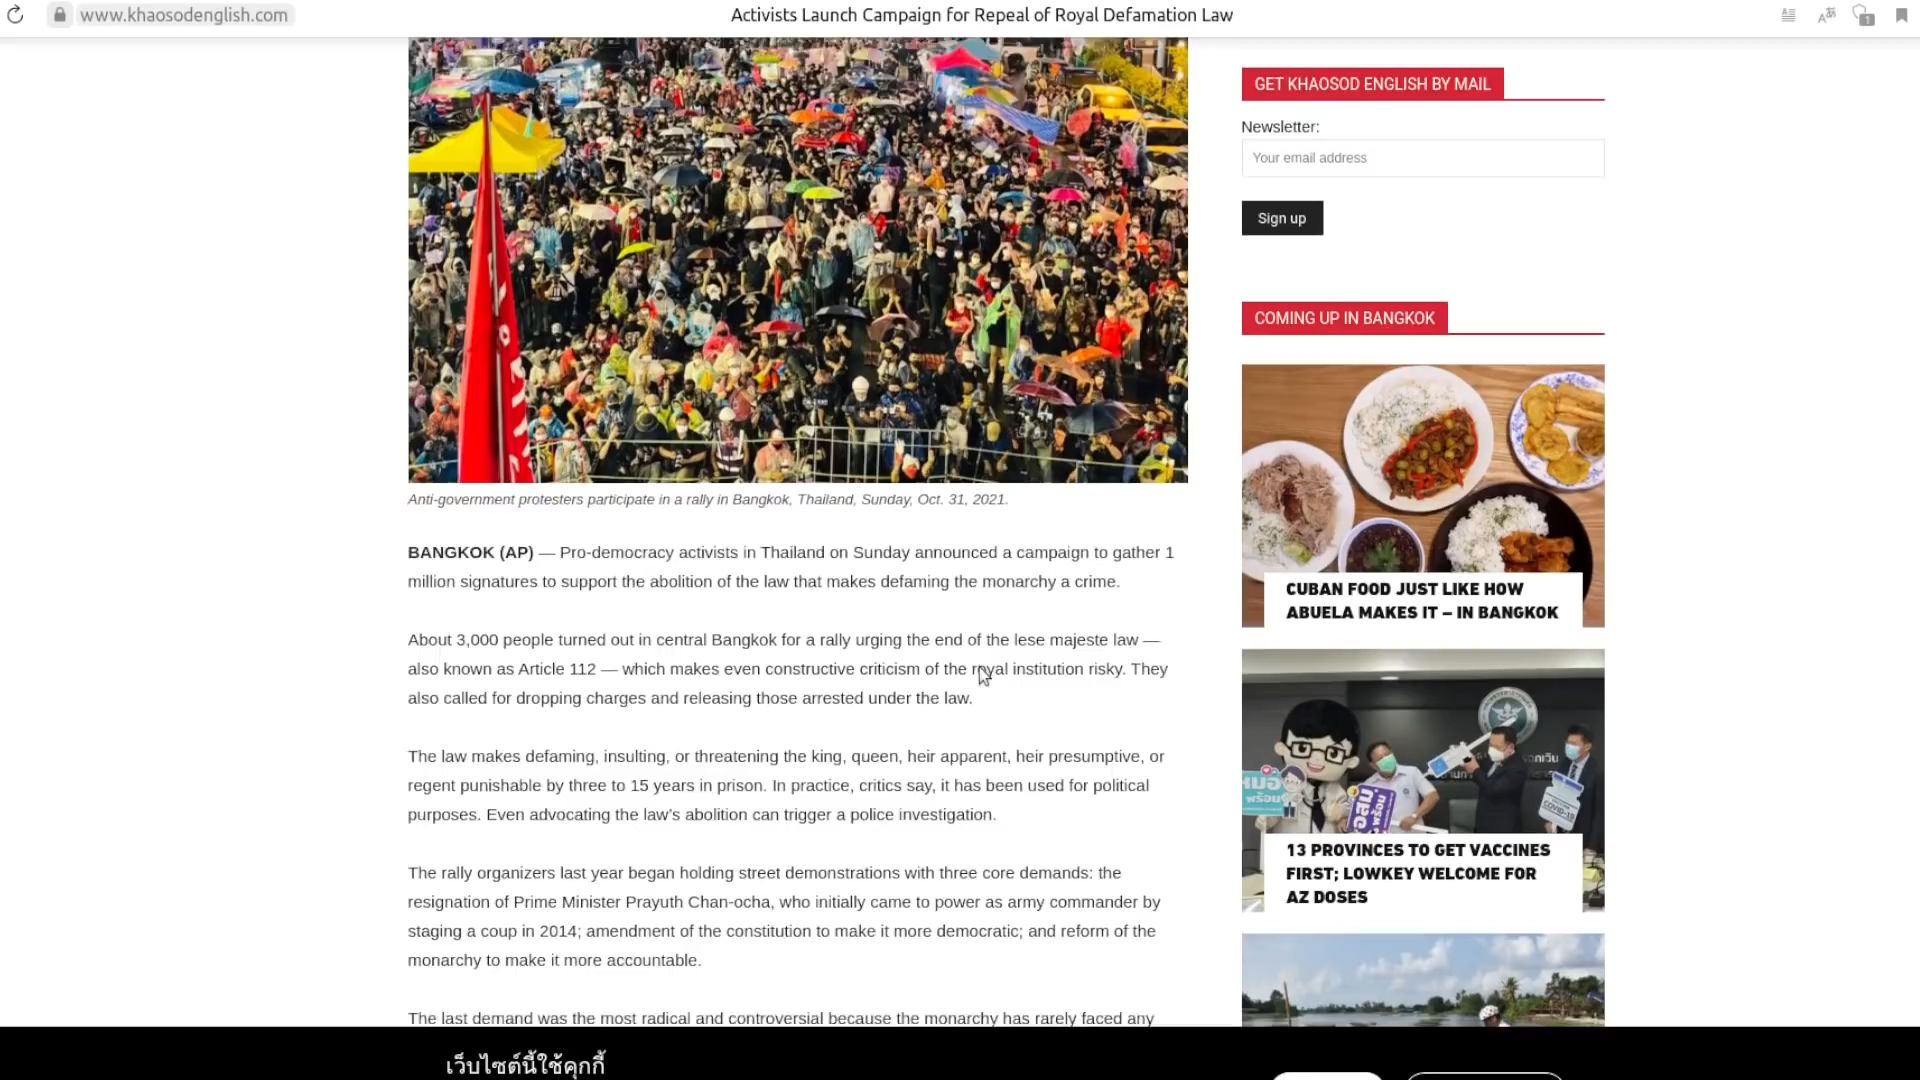 www.khaosodenglish.com
Activists Launch Campaign for Repeal of Royal Defamation Law
1
Anti-government protesters participate in a rally in Bangkok, Thailand, Sunday, Oct. 31, 2021.
BANGKOK (AP) — Pro-democracy activists in Thailand on Sunday announced a campaign to gather 1
million signatures to support the abolition of the law that makes defaming the monarchy a crime.
About 3,000 people turned out in central Bangkok for a rally urging the end of the lese majeste law —
also known as Article 112 — which makes even constructive criticism of the royal institution risky. They
also called for dropping charges and releasing those arrested under the law.
The law makes defaming, insulting, or threatening the king, queen, heir apparent, heir presumptive, or
regent punishable by three to 15 years in prison. In practice, critics say, it has been used for political
purposes. Even advocating the law’s abolition can trigger a police investigation.
The rally organizers last year began holding street demonstrations with three core demands: the
resignation of Prime Minister Prayuth Chan-ocha, who initially came to power as army commander by
staging a coup in 2014; amendment of the constitution to make it more democratic; and reform of the
monarchy to make it more accountable.
The last demand was the most radical and controversial because the monarchy has rarely faced any
GET KHAOSOD ENGLISH BY MAIL
Newsletter:
Your email address
Sign up
COMING UP IN BANGKOK
CUBAN FOOD JUST LIKE HOW
ABUELA MAKES IT – IN BANGKOK
หมอ
พร้อม
อสม
COVID-19
13 PROVINCES TO GET VACCINES
FIRST; LOWKEY WELCOME FOR
AZ DOSES
เว็บไซต์นี้ใช้คุกกี้